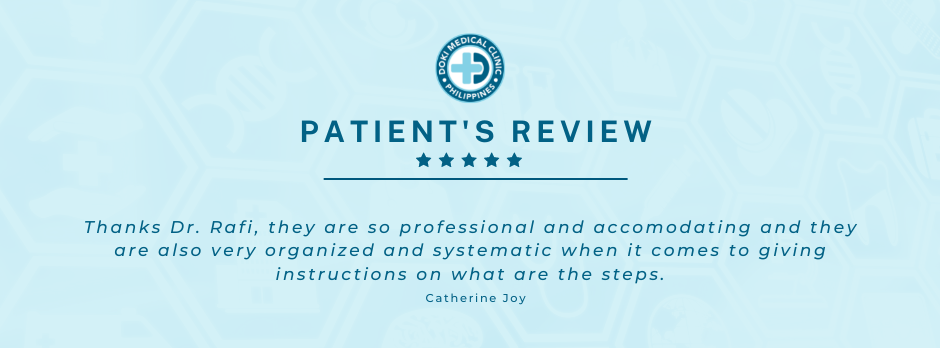 DOKI MEDICAL CLINIC
• PHILIPPINES •
PATIENT'S REVIEW
Thanks Dr. Rafi, they are so professional and accomodating and they
are also very organized and systematic when it comes to giving
instructions on what are the steps.
Catherine Joy